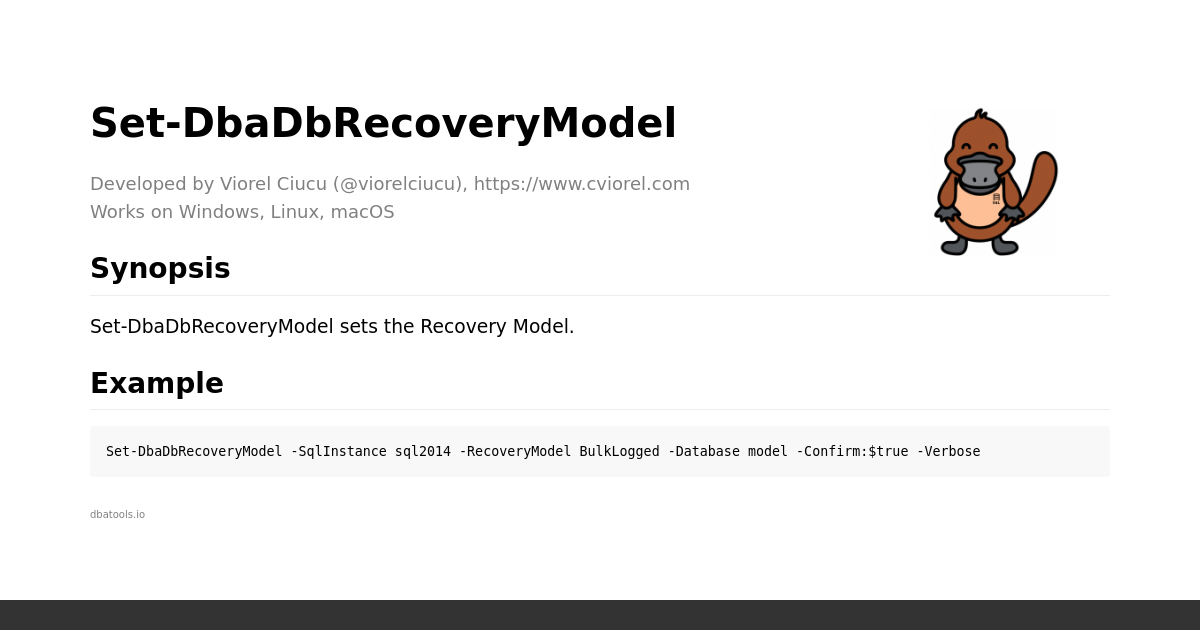 Set-DbaDbRecoveryModel
Developed by Viorel Ciucu (@viorelciucu), https://www.cviorel.com
Works on Windows, Linux, macOS
Synopsis
Set-DbaDbRecoveryModel sets the Recovery Model.
Example
Set-DbaDbRecoveryModel -SqlInstance sql2014 -RecoveryModel BulkLogged -Database model -Confirm:$true -Verbose
dbatools.io